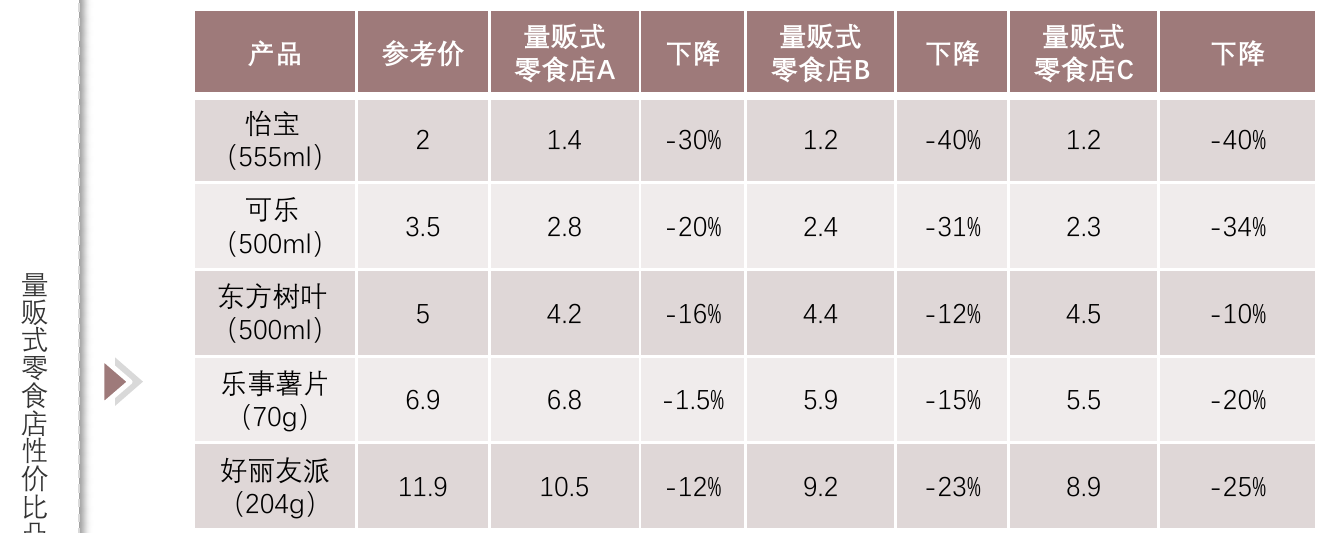 产品 参考价 量贩式零食店A 下降 量贩式零食店B 下降 量贩式零食店C 下降
怡宝（555ml） 2 1.4 -30% 1.2 -40% 1.2 -40%
可乐（500ml） 3.5 2.8 -20% 2.4 -31% 2.3 -34%
东方树叶（500ml） 5 4.2 -16% 4.4 -12% 4.5 -10%
乐事薯片（70g） 6.9 6.8 -1.5% 5.9 -15% 5.5 -20%
好丽友派（204g） 11.9 10.5 -12% 9.2 -23% 8.9 -25%
量贩式零食店性价比